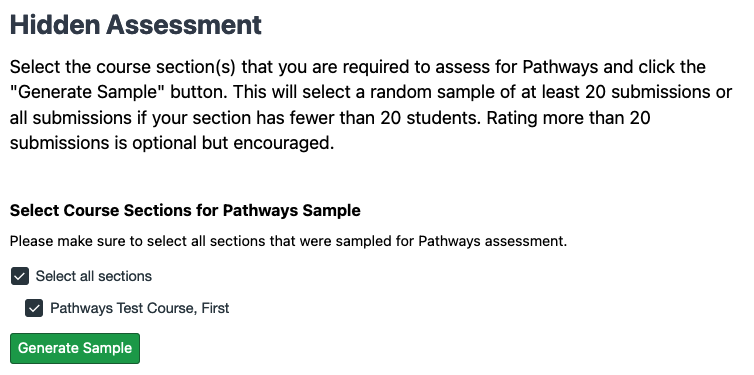 Hidden Assessment
Select the course section(s) that you are required to assess for Pathways and click the
"Generate Sample" button. This will select a random sample of at least 20 submissions or
all submissions if your section has fewer than 20 students. Rating more than 20
submissions is optional but encouraged.
Select Course Sections for Pathways Sample
Please make sure to select all sections that were sampled for Pathways assessment.
Select all sections
Pathways Test Course, First
Generate Sample